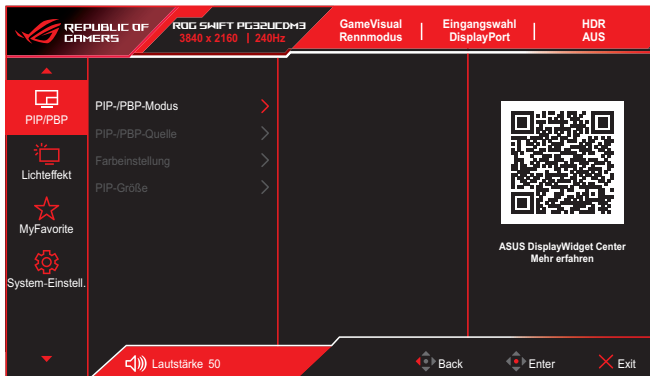 REPUBLIC OF
GAMERS
ROG SWIFT PG32UCDM3
3840 x 2160 | 240Hz
GameVisual
Rennmodus
Eingangswahl
DisplayPort
HDR
AUS
PIP/PBP
Lichteffekt
MyFavorite
System-Einstell.
PIP-/PBP-Modus
PIP-/PBP-Quelle
Farbeinstellung
PIP-Größe
ASUS DisplayWidget Center
Mehr erfahren
Lautstärke 50
Back
Enter
Exit